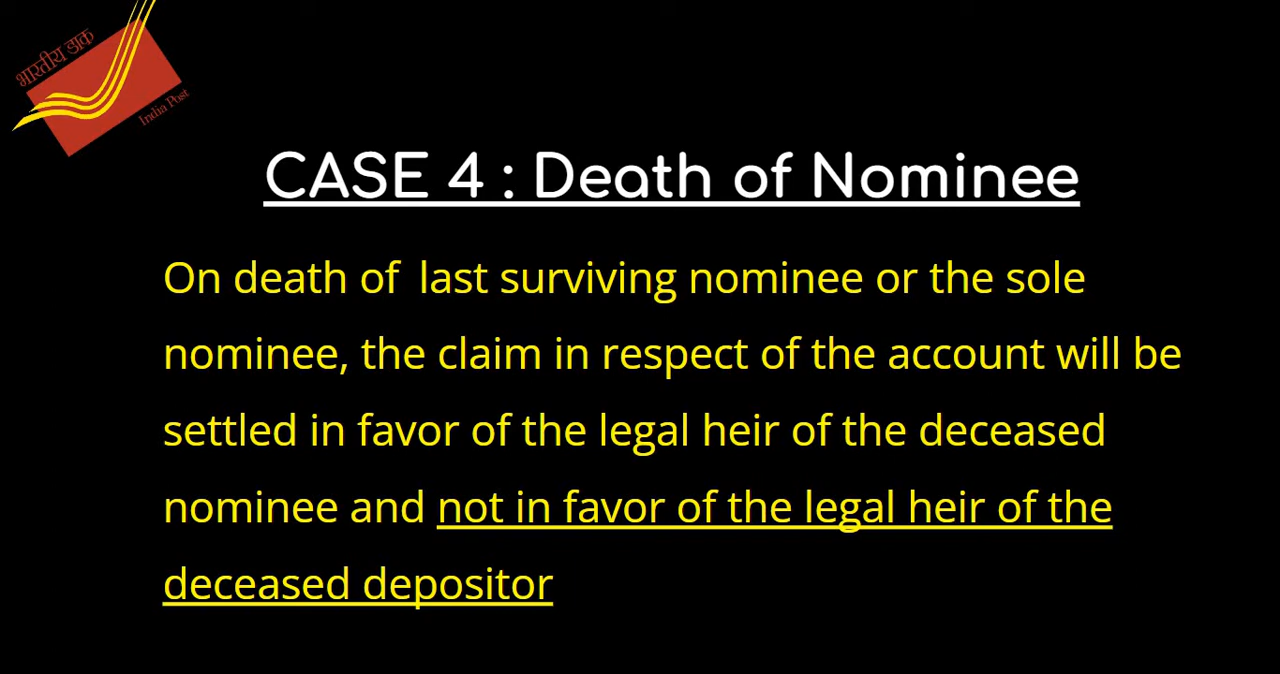 भारतीय डाक
India Post
CASE 4 : Death of Nominee
On death of last surviving nominee or the sole
nominee, the claim in respect of the account will be
settled in favor of the legal heir of the deceased
nominee and not in favor of the legal heir of the
deceased depositor